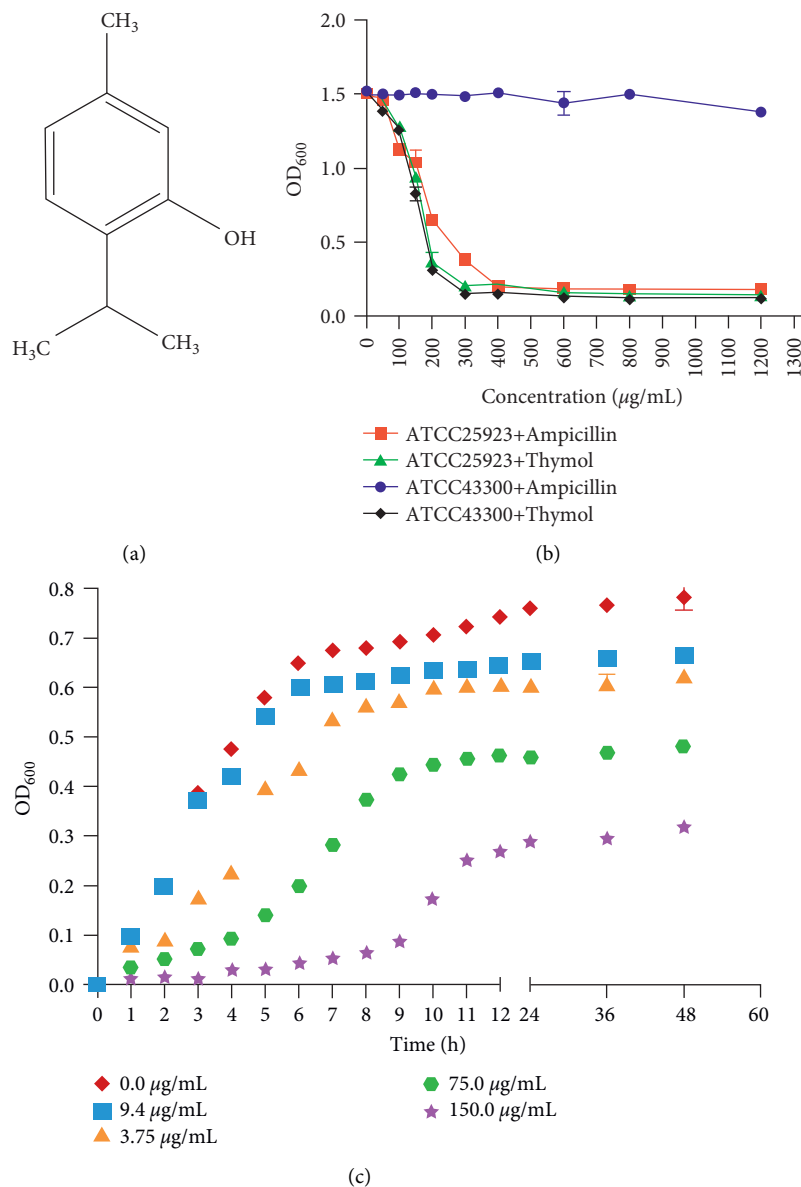 CH₃
OH
H₃C
CH₃
(a)
2.0
1.5
1.0
0.5
0.0
OD₆₀₀
0
100
200
300
400
500
600
700
800
900
1000
1100
1200
1300
Concentration (µg/mL)
ATCC25923+Ampicillin
ATCC25923+Thymol
ATCC43300+Ampicillin
ATCC43300+Thymol
(b)
0.8
0.7
0.6
0.5
0.4
0.3
0.2
0.1
0.0
OD₆₀₀
0 1 2 3 4 5 6 7 8 9 10 11 12 24 36 48 60
Time (h)
0.0 µg/mL
9.4 µg/mL
3.75 µg/mL
75.0 µg/mL
150.0 µg/mL
(c)